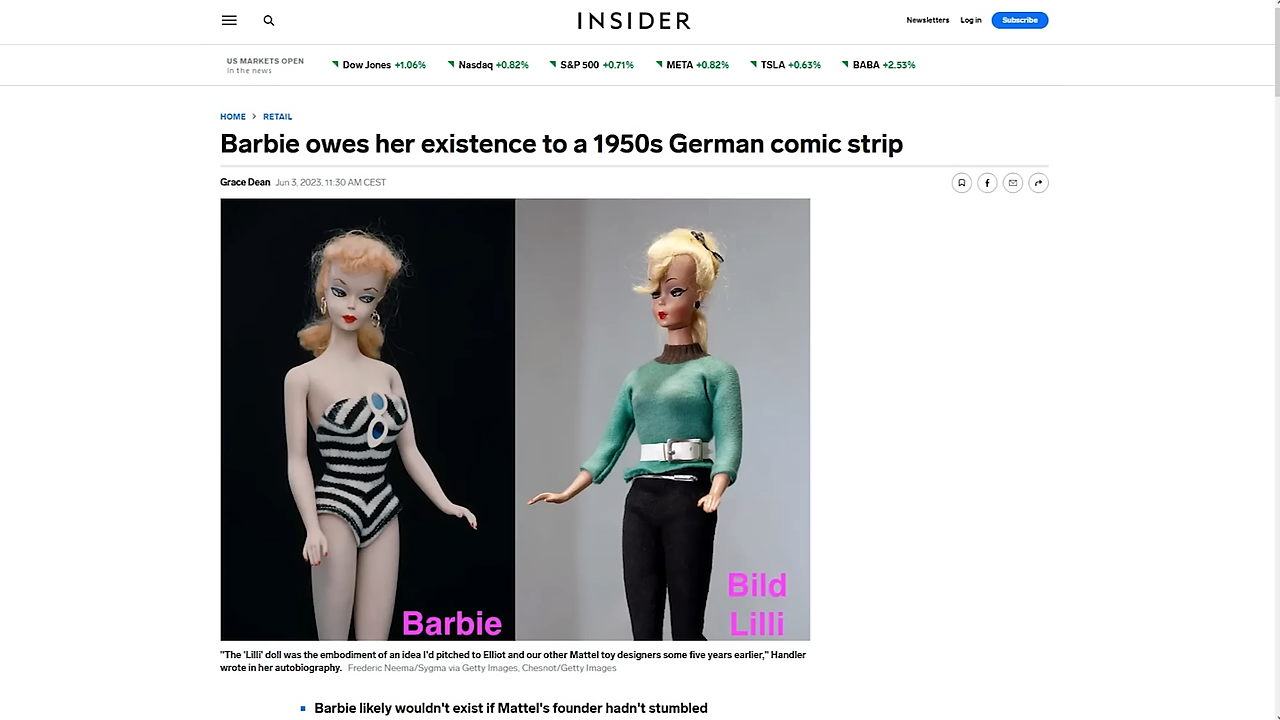 INSIDER
Newsletters Log in Subscribe
US MARKETS OPEN
In the news
Dow Jones +1.06% Nasdaq +0.82% S&P 500 +0.71% META +0.82% TSLA +0.63% BABA +2.53%
HOME > RETAIL
Barbie owes her existence to a 1950s German comic strip
Grace Dean Jun 3, 2023, 11:30 AM CEST
Barbie
Bild
Lilli
"The 'Lilli' doll was the embodiment of an idea I'd pitched to Elliot and our other Mattel toy designers some five years earlier," Handler
wrote in her autobiography. Frederic Neema/Sygma via Getty Images, Chesnot/Getty Images
Barbie likely wouldn't exist if Mattel's founder hadn't stumbled